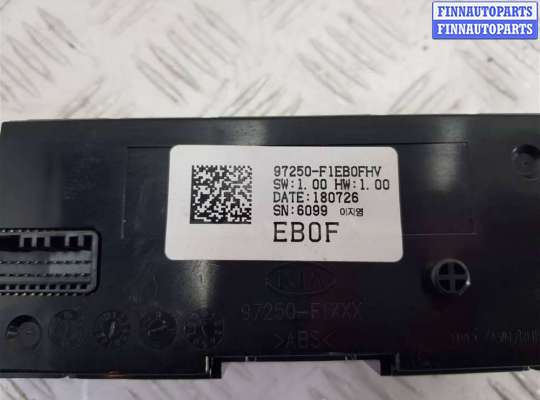 FINNAUTOPARTS
FINNAUTOPARTS
97250-F1EB0FHV
SW:1.00 HW:1.00
DATE:180726
SN:6099 이지영
EB0F
KIA
97250-F1XXX
>ABS<